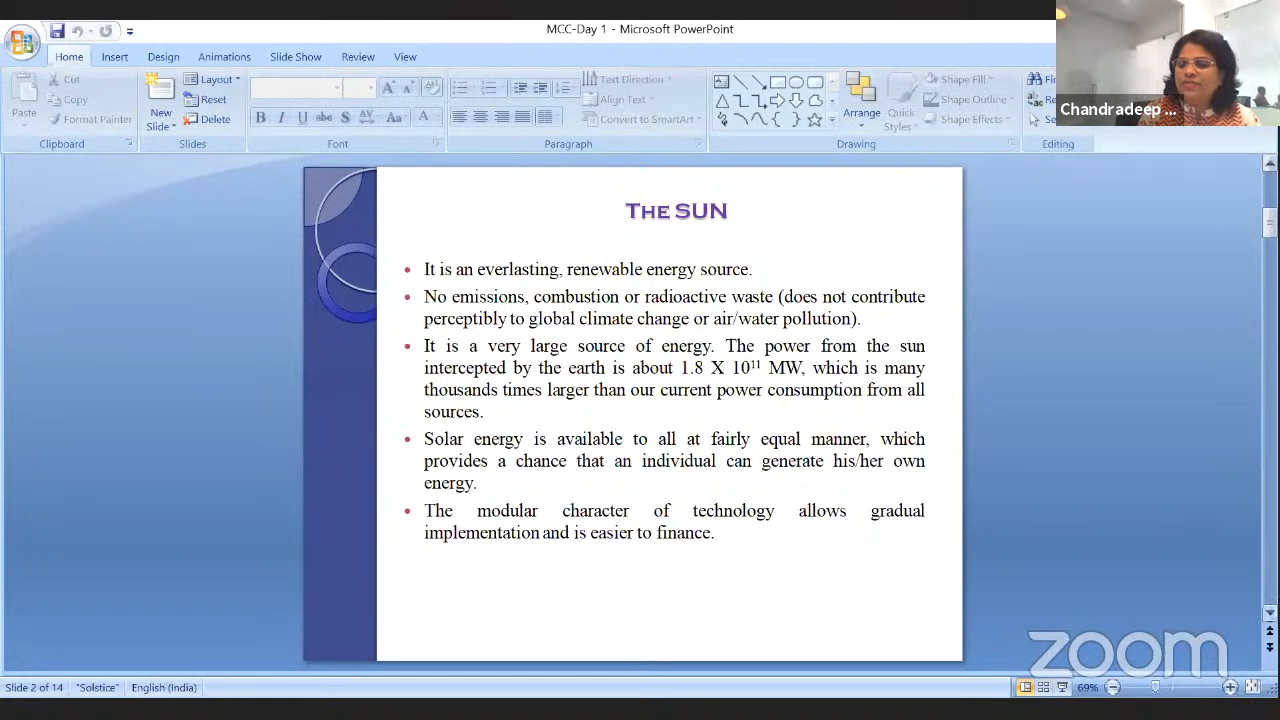 MCC-Day 1 - Microsoft PowerPoint
Home Insert Design Animations Slide Show Review View
Paste
Cut
Copy
Format Painter
Clipboard
New
Slide
Layout
Reset
Delete
Slides
B I U abc S AV Aa A
Font
Text Direction
Align Text
Convert to SmartArt
Paragraph
Arrange
Quick
Styles
Shape Fill
Shape Outline
Shape Effects
Drawing
Editing
Chandradeep ...
THE SUN
• It is an everlasting, renewable energy source.
• No emissions, combustion or radioactive waste (does not contribute
perceptibly to global climate change or air/water pollution).
• It is a very large source of energy. The power from the sun
intercepted by the earth is about 1.8 X 10¹¹ MW, which is many
thousands times larger than our current power consumption from all
sources.
• Solar energy is available to all at fairly equal manner, which
provides a chance that an individual can generate his/her own
energy.
• The modular character of technology allows gradual
implementation and is easier to finance.
zoom
Slide 2 of 14 "Solstice" English (India) 69%